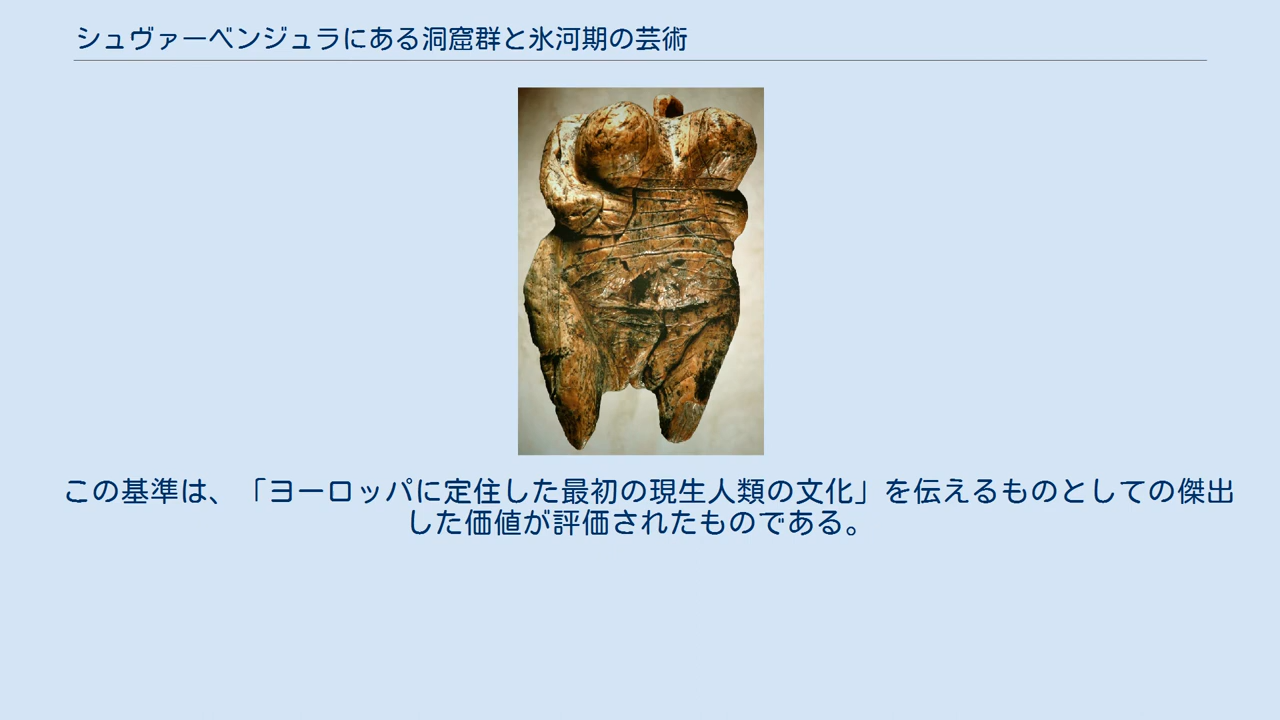 シュヴァーベンジュラにある洞窟群と氷河期の芸術
この基準は、「ヨーロッパに定住した最初の現生人類の文化」を伝えるものとしての傑出
した価値が評価されたものである。